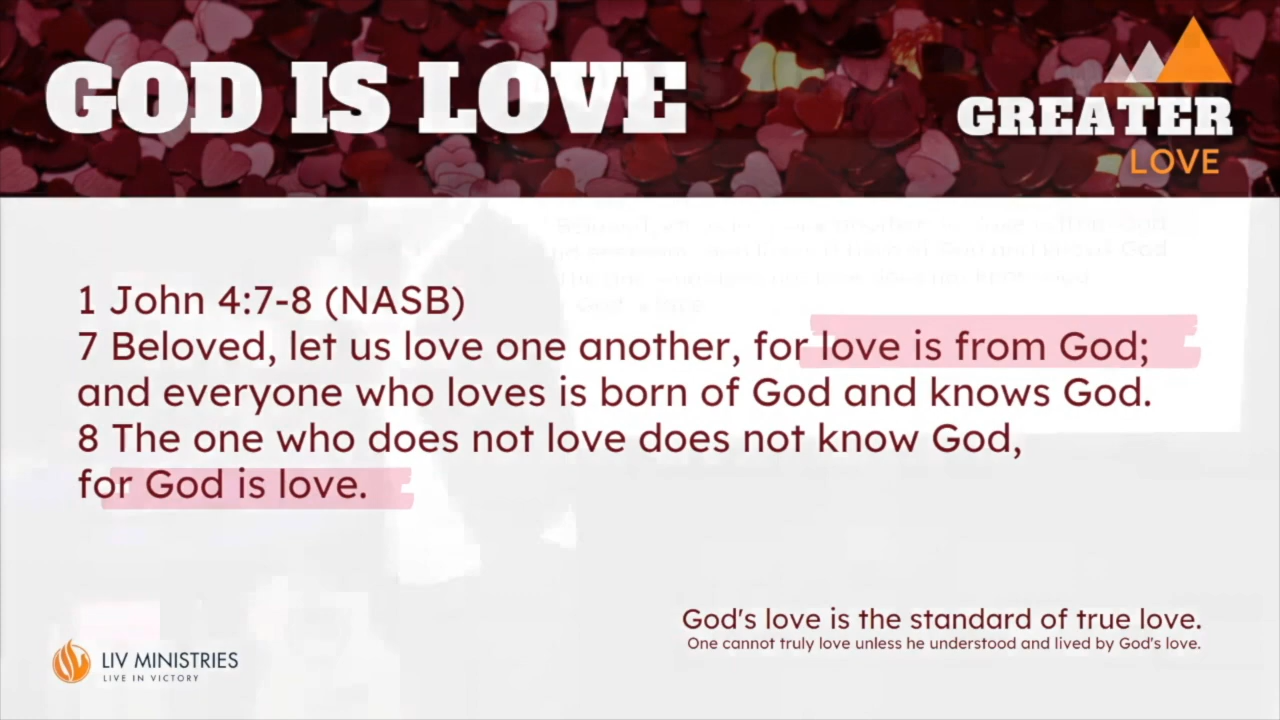 GOD IS LOVE
GREATER
LOVE
1 John 4:7-8 (NASB)
7 Beloved, let us love one another, for love is from God;
and everyone who loves is born of God and knows God.
8 The one who does not love does not know God,
for God is love.
God's love is the standard of true love.
One cannot truly love unless he understood and lived by God's love.
LIV MINISTRIES
LIVE IN VICTORY